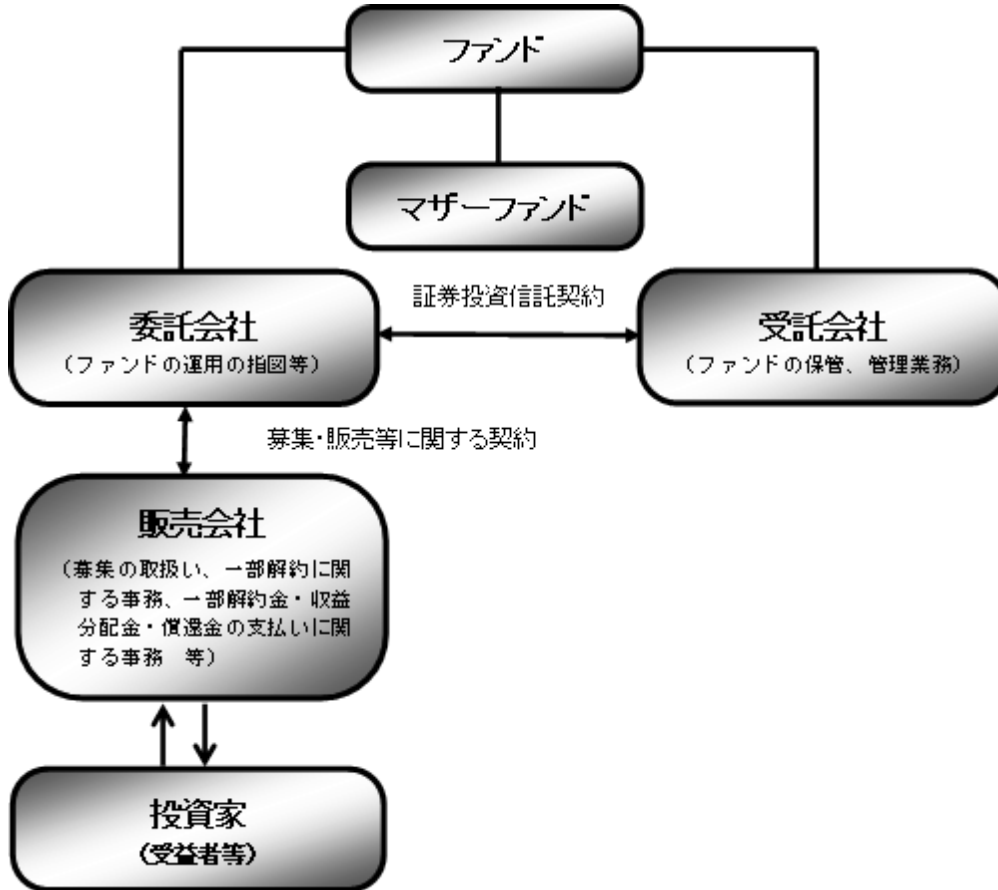 ファンド
マザーファンド
証券投資信託契約
委託会社
(ファンドの運用の指図等)
受託会社
(ファンドの保管、管理業務)
募集・販売等に関する契約
販売会社
(募集の取扱い、一部解約に関
する事務、一部解約金・収益
分配金・償還金の支払いに関
する事務 等)
投資家
(受益者等)